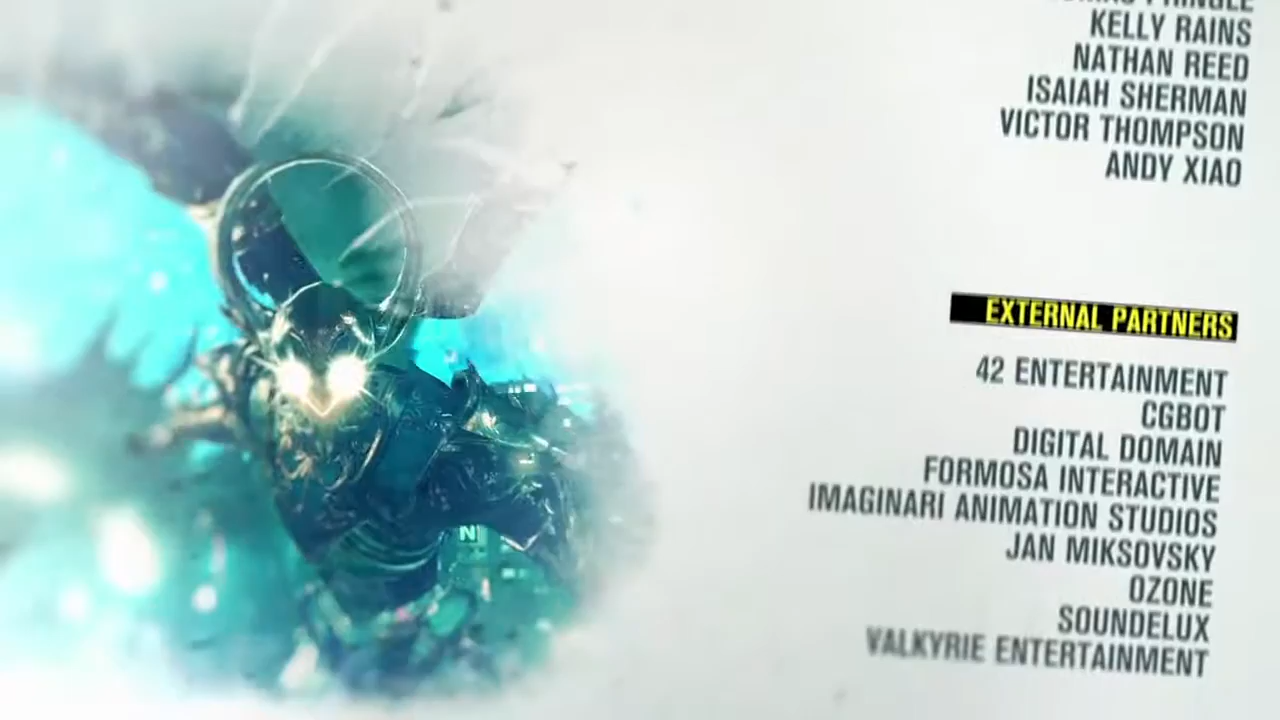 PRINGLE
KELLY RAINS
NATHAN REED
ISAIAH SHERMAN
VICTOR THOMPSON
ANDY XIAO
EXTERNAL PARTNERS
42 ENTERTAINMENT
CGBOT
DIGITAL DOMAIN
FORMOSA INTERACTIVE
IMAGINARI ANIMATION STUDIOS
JAN MIKSOVSKY
OZONE
SOUNDELUX
VALKYRIE ENTERTAINMENT